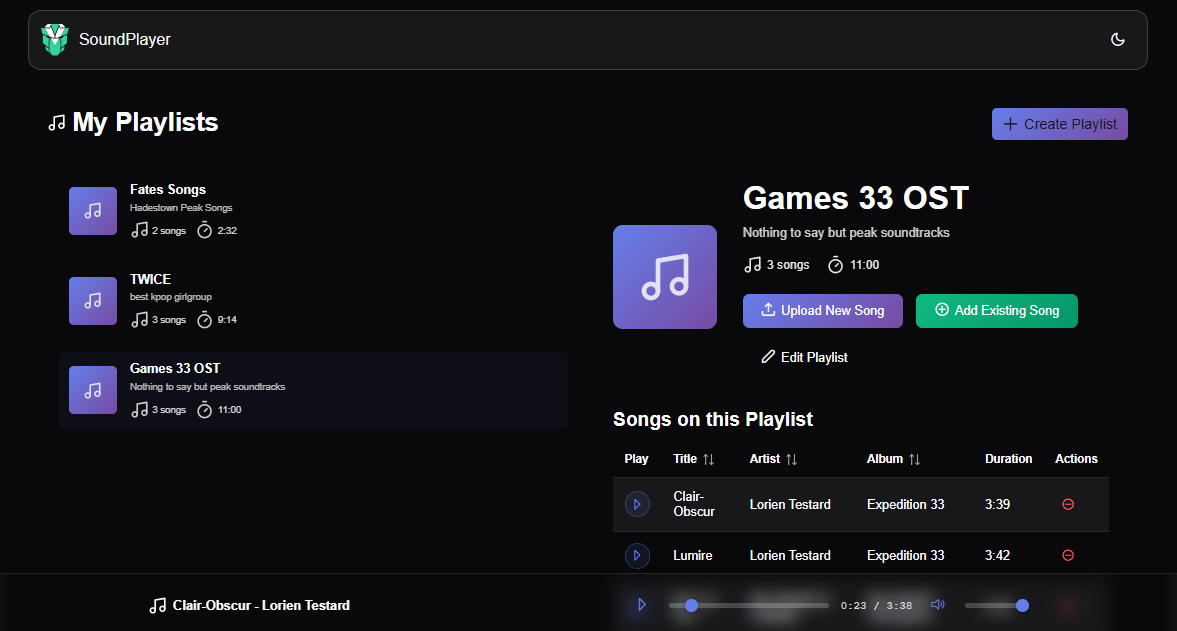 SoundPlayer
My Playlists
Create Playlist
Fates Songs
Hadestown Peak Songs
2 songs 2:32
TWICE
best kpop girlgroup
3 songs 9:14
Games 33 OST
Nothing to say but peak soundtracks
3 songs 11:00
Games 33 OST
Nothing to say but peak soundtracks
3 songs 11:00
Upload New Song Add Existing Song
Edit Playlist
Songs on this Playlist
Play Title Artist Album Duration Actions
Clair-
Obscur Lorien Testard Expedition 33 3:39
Lumire Lorien Testard Expedition 33 3:42
Clair-Obscur - Lorien Testard 0:23 / 3:38